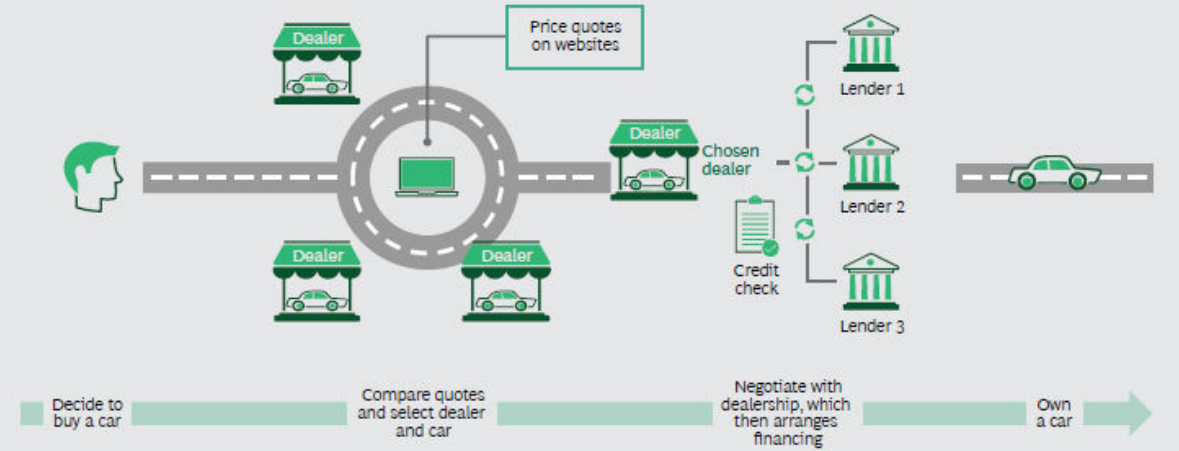 Dealer
Price quotes
on websites
Lender 1
Dealer
Chosen
dealer
Lender 2
Dealer
Dealer
Credit
check
Lender 3
Decide to
buy a car
Compare quotes
and select dealer
and car
Negotiate with
dealership, which
then arranges
financing
Own
a car